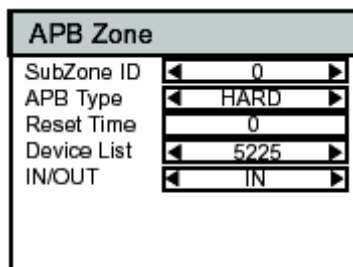 APB Zone
SubZone ID 0
APB Type HARD
Reset Time 0
Device List 5225
IN/OUT IN